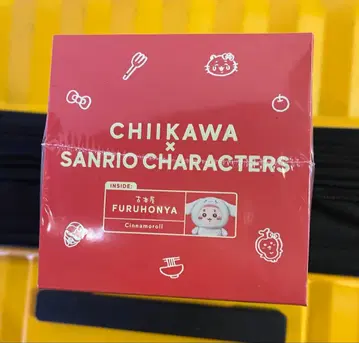 CHIIKAWA
×
SANRIO CHARACTERS
INSIDE:
古本屋
FURUHONYA
Cinnamoroll